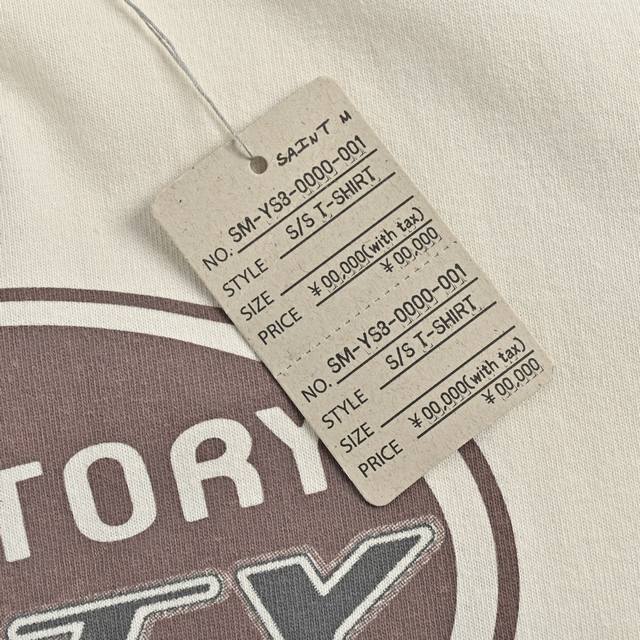 SAINT M
NO. SM-YS8-0000-001
STYLE S/S T-SHIRT
SIZE
¥00,000(with tax)
PRICE ¥00,000
NO. SM-YS8-0000-001
STYLE S/S T-SHIRT
SIZE
¥00,000(with tax)
PRICE ¥00,000
TORY
TY